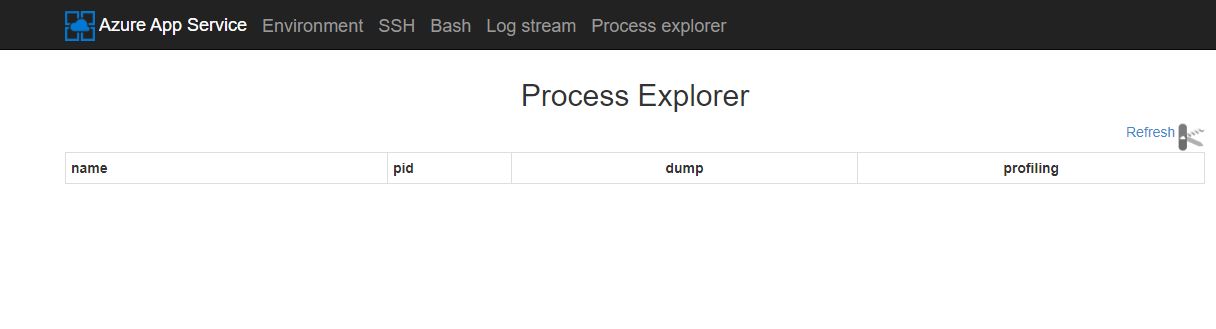 Azure App Service Environment SSH Bash Log stream Process explorer
Process Explorer
Refresh
name pid dump profiling